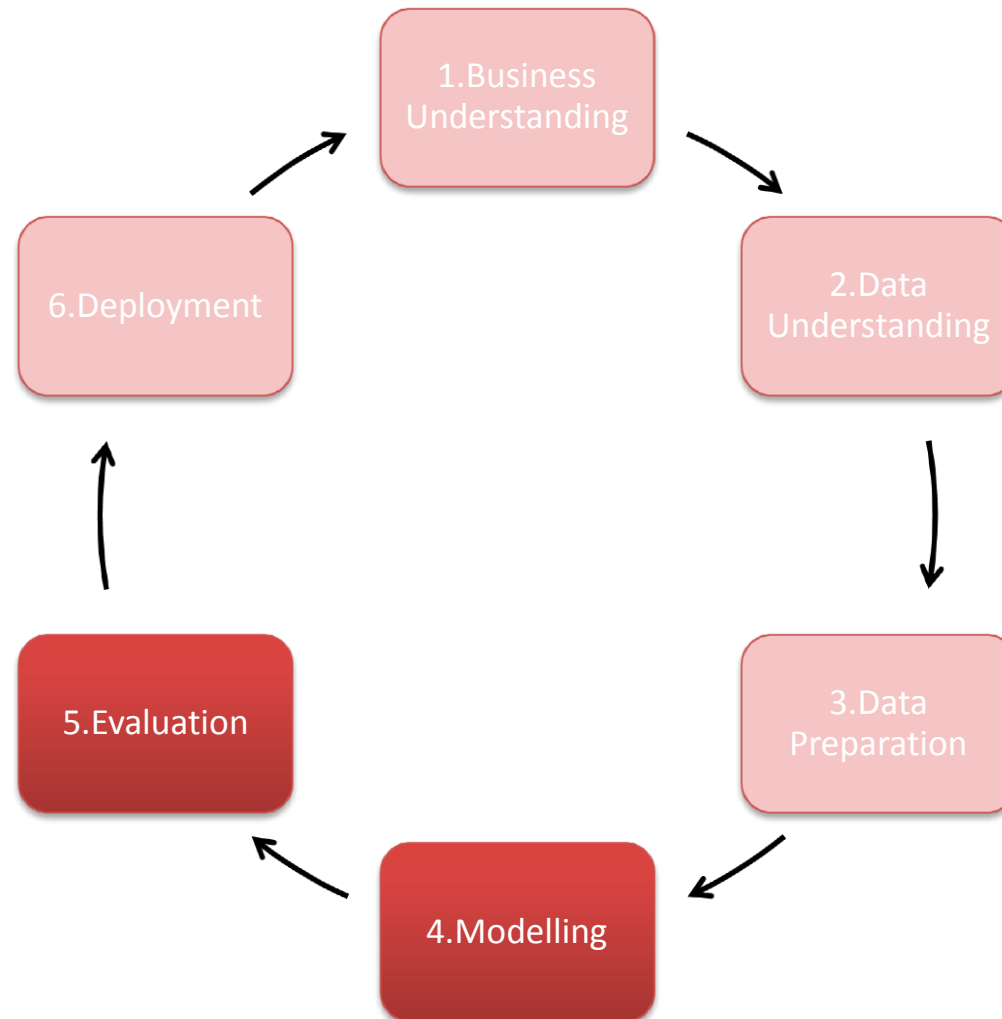 1.Business
Understanding
2.Data
Understanding
3.Data
Preparation
4.Modelling
5.Evaluation
6.Deployment